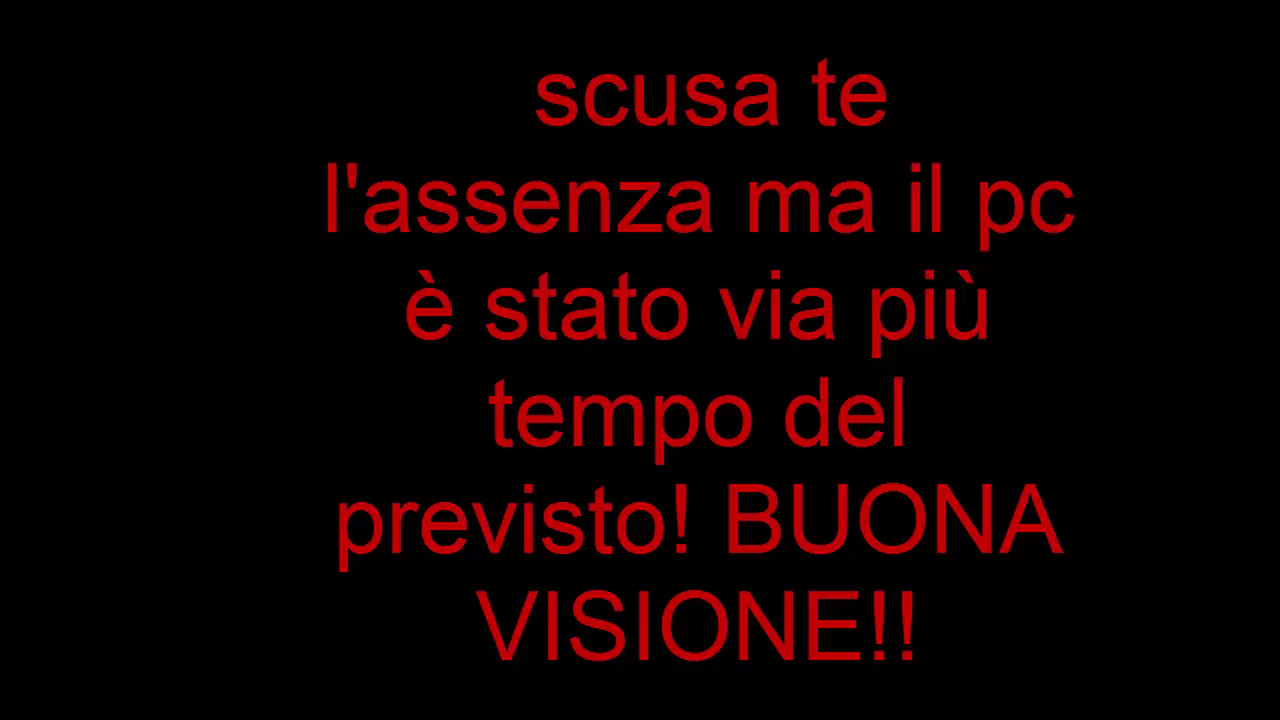 scusa te
l'assenza ma il pc
è stato via più
tempo del
previsto! BUONA
VISIONE!!